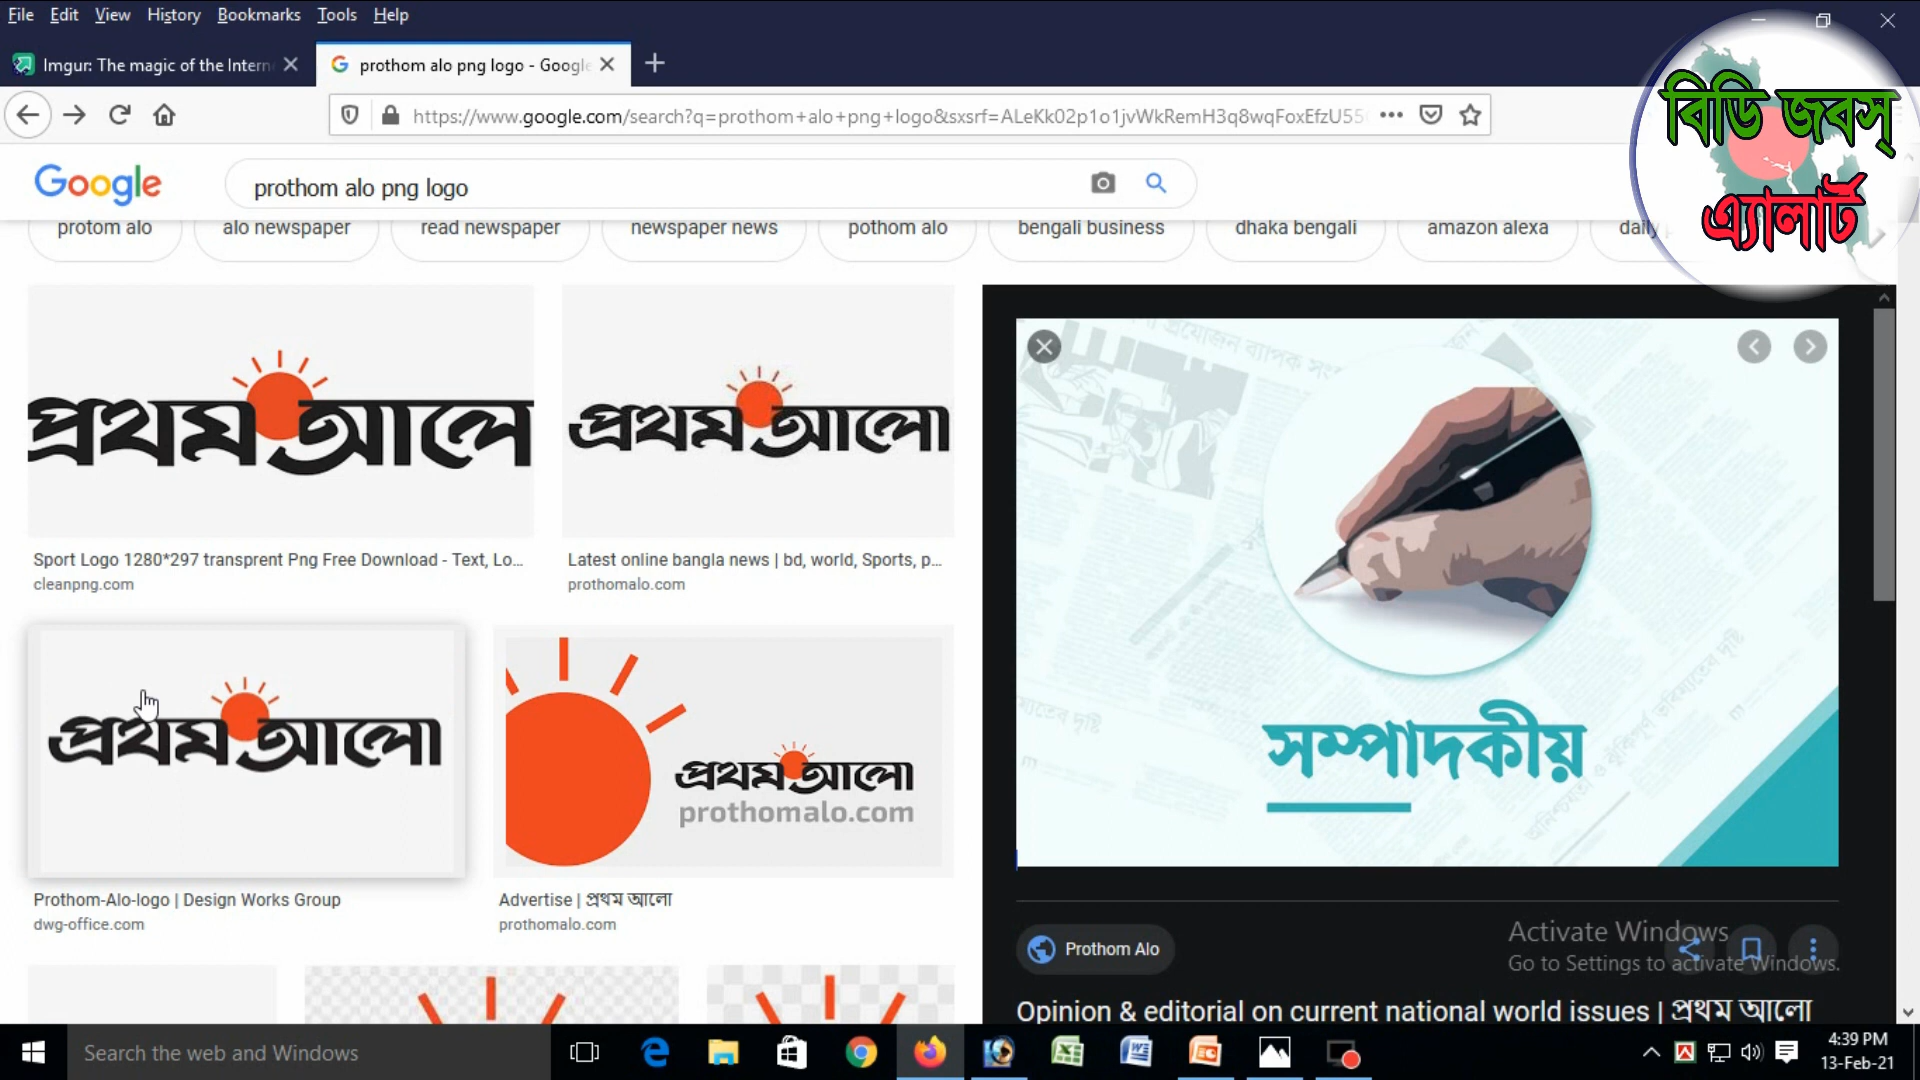 File Edit View History Bookmarks Tools Help
Imgur: The magic of the Intern
prothom alo png logo - Google
https://www.google.com/search?q=prothom+alo+png+logo&sxsrf=ALeKk02p1o1jvWkRemH3q8wqFoxEfzU55
বিডি জবস্
এ্যালার্ট
Google
prothom alo png logo
protom alo
alo newspaper
read newspaper
newspaper news
pothom alo
bengali business
dhaka bengali
amazon alexa
daily
প্রথম আলো
প্রথম আলো
Sport Logo 1280*297 transprent Png Free Download - Text, Lo...
cleanpng.com
Latest online bangla news | bd, world, Sports, p...
prothomalo.com
প্রথম আলো
প্রথম আলো
prothomalo.com
Prothom-Alo-logo | Design Works Group
dwg-office.com
Advertise | প্রথম আলো
prothomalo.com
সম্পাদকীয়
Prothom Alo
Activate Windows
Go to Settings to activate Windows.
Opinion & editorial on current national world issues | প্রথম আলো
Search the web and Windows
4:39 PM
13-Feb-21